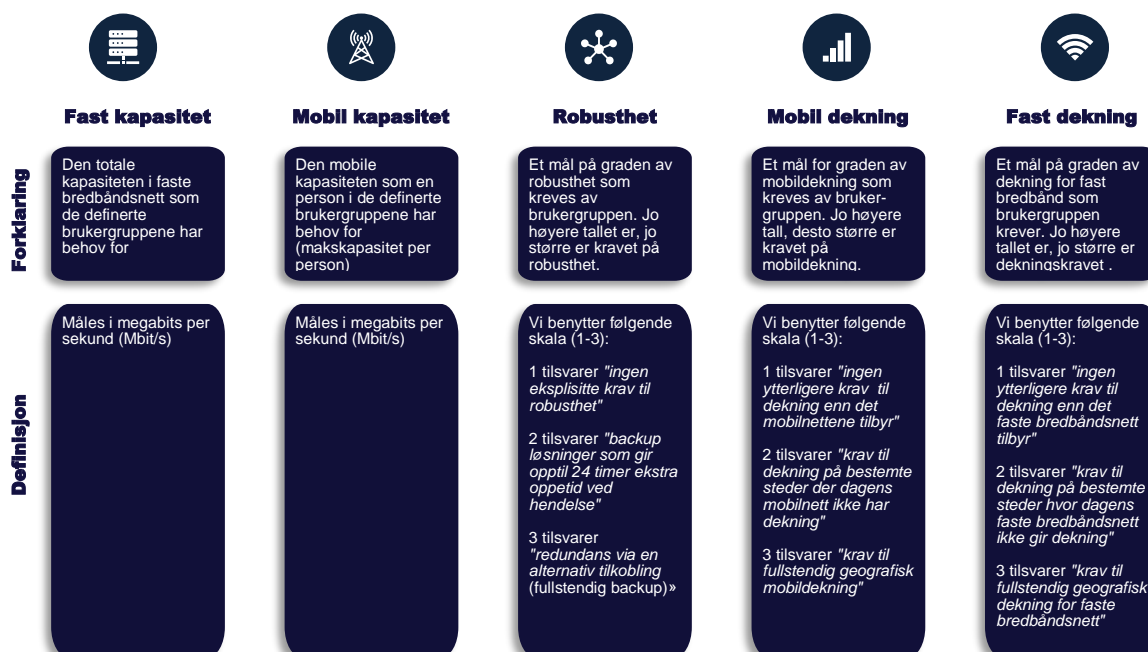 Fast kapasitet
Mobil kapasitet
Robusthet
Mobil dekning
Fast dekning
Forklaring
Den totale
kapasiteten i faste
bredbåndsnett som
de definerte
brukergruppene har
behov for
Den mobile
kapasiteten som en
person i de definerte
brukergruppene har
behov for
(makskapasitet per
person)
Et mål på graden av
robusthet som
kreves av
brukergruppen. Jo
høyere tallet er, jo
større er kravet på
robusthet.
Et mål for graden av
mobildekning som
kreves av bruker-
gruppen. Jo høyere
tall, desto større er
kravet på
mobildekning.
Et mål på graden av
dekning for fast
bredbånd som
brukergruppen
krever. Jo høyere
tallet er, jo større er
dekningskravet .
Definisjon
Måles i megabits per
sekund (Mbit/s)
Måles i megabits per
sekund (Mbit/s)
Vi benytter følgende
skala (1-3):
1 tilsvarer "ingen
eksplisitte krav til
robusthet"
2 tilsvarer "backup
løsninger som gir
opptil 24 timer ekstra
oppetid ved
hendelse"
3 tilsvarer
"redundans via en
alternativ tilkobling
(fullstendig backup)»
Vi benytter følgende
skala (1-3):
1 tilsvarer "ingen
ytterligere krav til
dekning enn det
mobilnettene tilbyr"
2 tilsvarer "krav til
dekning på bestemte
steder der dagens
mobilnett ikke har
dekning"
3 tilsvarer "krav til
fullstendig geografisk
mobildekning"
Vi benytter følgende
skala (1-3):
1 tilsvarer "ingen
ytterligere krav til
dekning enn det
faste bredbåndsnett
tilbyr"
2 tilsvarer "krav til
dekning på bestemte
steder hvor dagens
faste bredbåndsnett
ikke gir dekning"
3 tilsvarer "krav til
fullstendig geografisk
dekning for faste
bredbåndsnett"